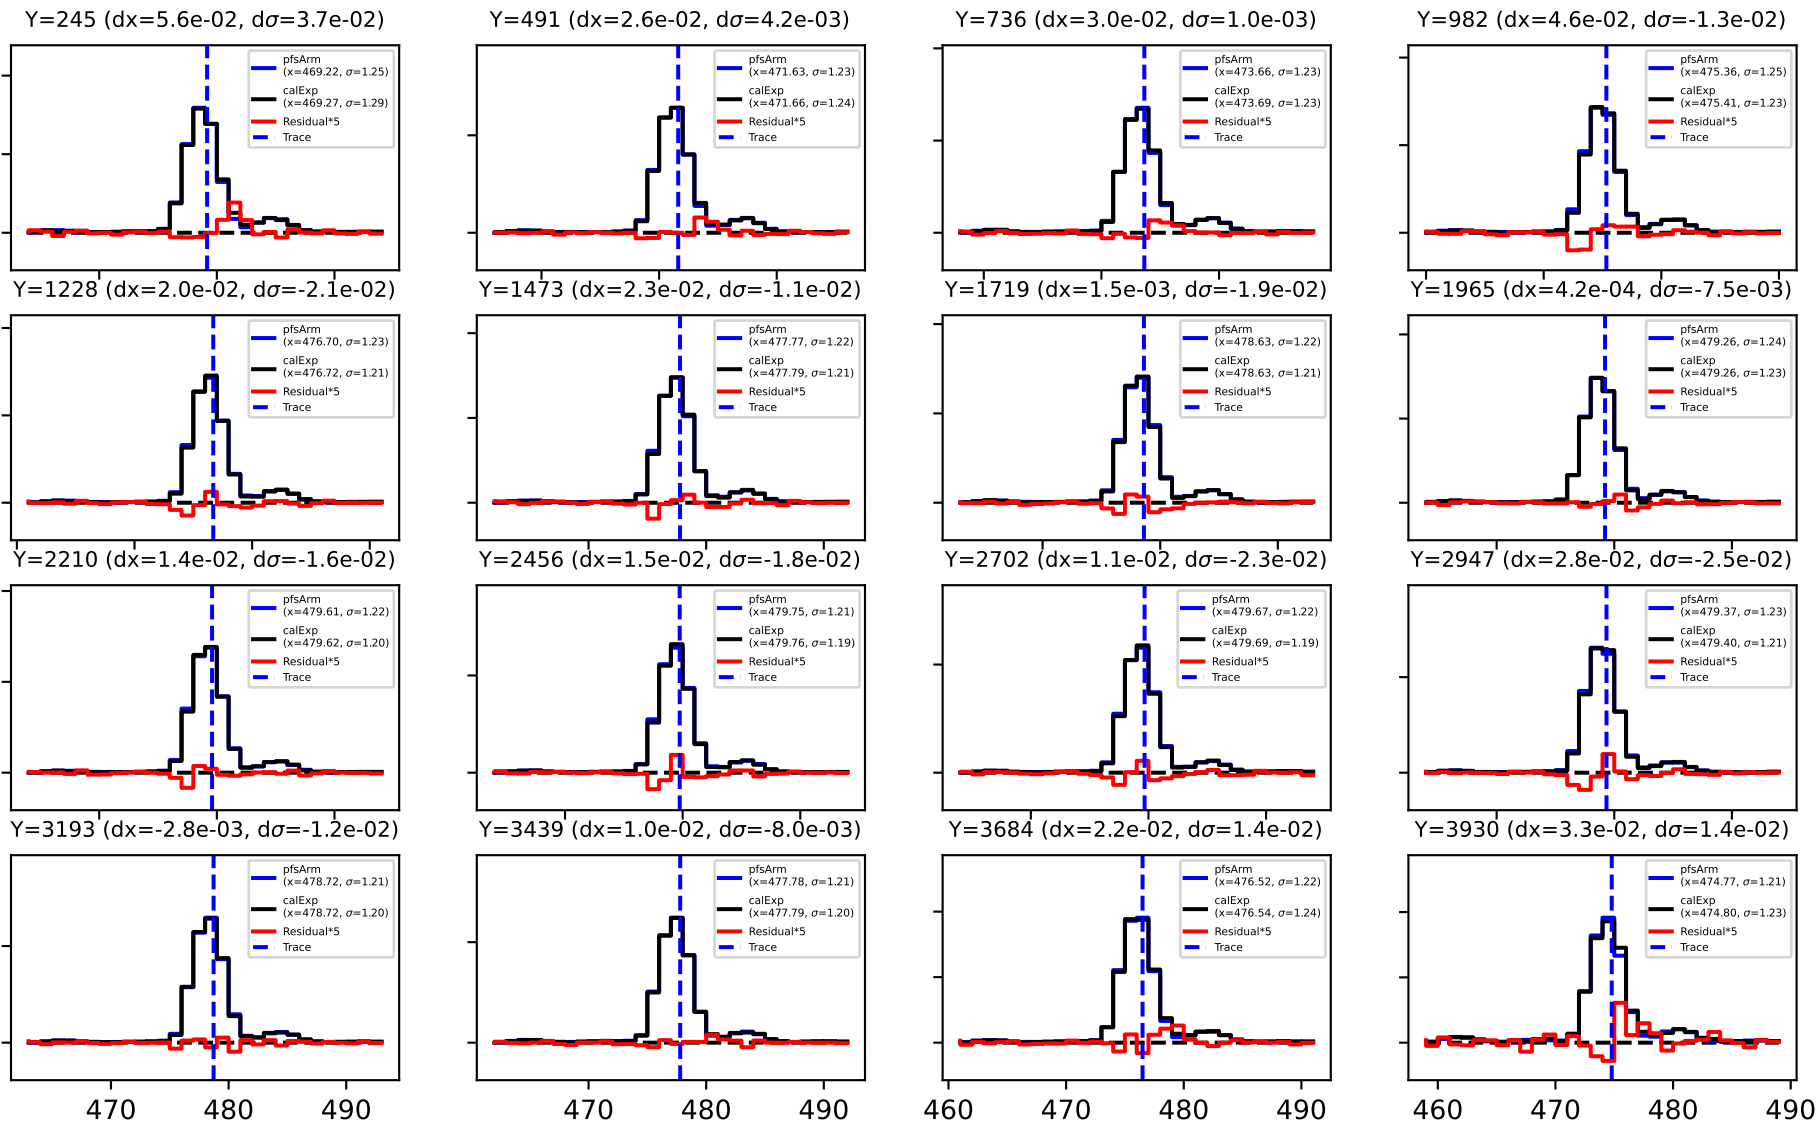 Y=245 (dx=5.6e-02, dσ=3.7e-02)
pfsArm
(x=469.22, σ=1.25)
calExp
(x=469.27, σ=1.29)
Residual*5
Trace
Y=491 (dx=2.6e-02, dσ=4.2e-03)
pfsArm
(x=471.63, σ=1.23)
calExp
(x=471.66, σ=1.24)
Residual*5
Trace
Y=736 (dx=3.0e-02, dσ=1.0e-03)
pfsArm
(x=473.66, σ=1.23)
calExp
(x=473.69, σ=1.23)
Residual*5
Trace
Y=982 (dx=4.6e-02, dσ=-1.3e-02)
pfsArm
(x=475.36, σ=1.25)
calExp
(x=475.41, σ=1.23)
Residual*5
Trace
Y=1228 (dx=2.0e-02, dσ=-2.1e-02)
pfsArm
(x=476.70, σ=1.23)
calExp
(x=476.72, σ=1.21)
Residual*5
Trace
Y=1473 (dx=2.3e-02, dσ=-1.1e-02)
pfsArm
(x=477.77, σ=1.22)
calExp
(x=477.79, σ=1.21)
Residual*5
Trace
Y=1719 (dx=1.5e-03, dσ=-1.9e-02)
pfsArm
(x=478.63, σ=1.22)
calExp
(x=478.63, σ=1.21)
Residual*5
Trace
Y=1965 (dx=4.2e-04, dσ=-7.5e-03)
pfsArm
(x=479.26, σ=1.24)
calExp
(x=479.26, σ=1.23)
Residual*5
Trace
Y=2210 (dx=1.4e-02, dσ=-1.6e-02)
pfsArm
(x=479.61, σ=1.22)
calExp
(x=479.62, σ=1.20)
Residual*5
Trace
Y=2456 (dx=1.5e-02, dσ=-1.8e-02)
pfsArm
(x=479.75, σ=1.21)
calExp
(x=479.76, σ=1.19)
Residual*5
Trace
Y=2702 (dx=1.1e-02, dσ=-2.3e-02)
pfsArm
(x=479.67, σ=1.22)
calExp
(x=479.69, σ=1.19)
Residual*5
Trace
Y=2947 (dx=2.8e-02, dσ=-2.5e-02)
pfsArm
(x=479.37, σ=1.23)
calExp
(x=479.40, σ=1.21)
Residual*5
Trace
Y=3193 (dx=-2.8e-03, dσ=-1.2e-02)
pfsArm
(x=478.72, σ=1.21)
calExp
(x=478.72, σ=1.20)
Residual*5
Trace
Y=3439 (dx=1.0e-02, dσ=-8.0e-03)
pfsArm
(x=477.78, σ=1.21)
calExp
(x=477.79, σ=1.20)
Residual*5
Trace
Y=3684 (dx=2.2e-02, dσ=1.4e-02)
pfsArm
(x=476.52, σ=1.22)
calExp
(x=476.54, σ=1.24)
Residual*5
Trace
Y=3930 (dx=3.3e-02, dσ=1.4e-02)
pfsArm
(x=474.77, σ=1.21)
calExp
(x=474.80, σ=1.23)
Residual*5
Trace
470 480 490
470 480 490
460 470 480 490
460 470 480 490